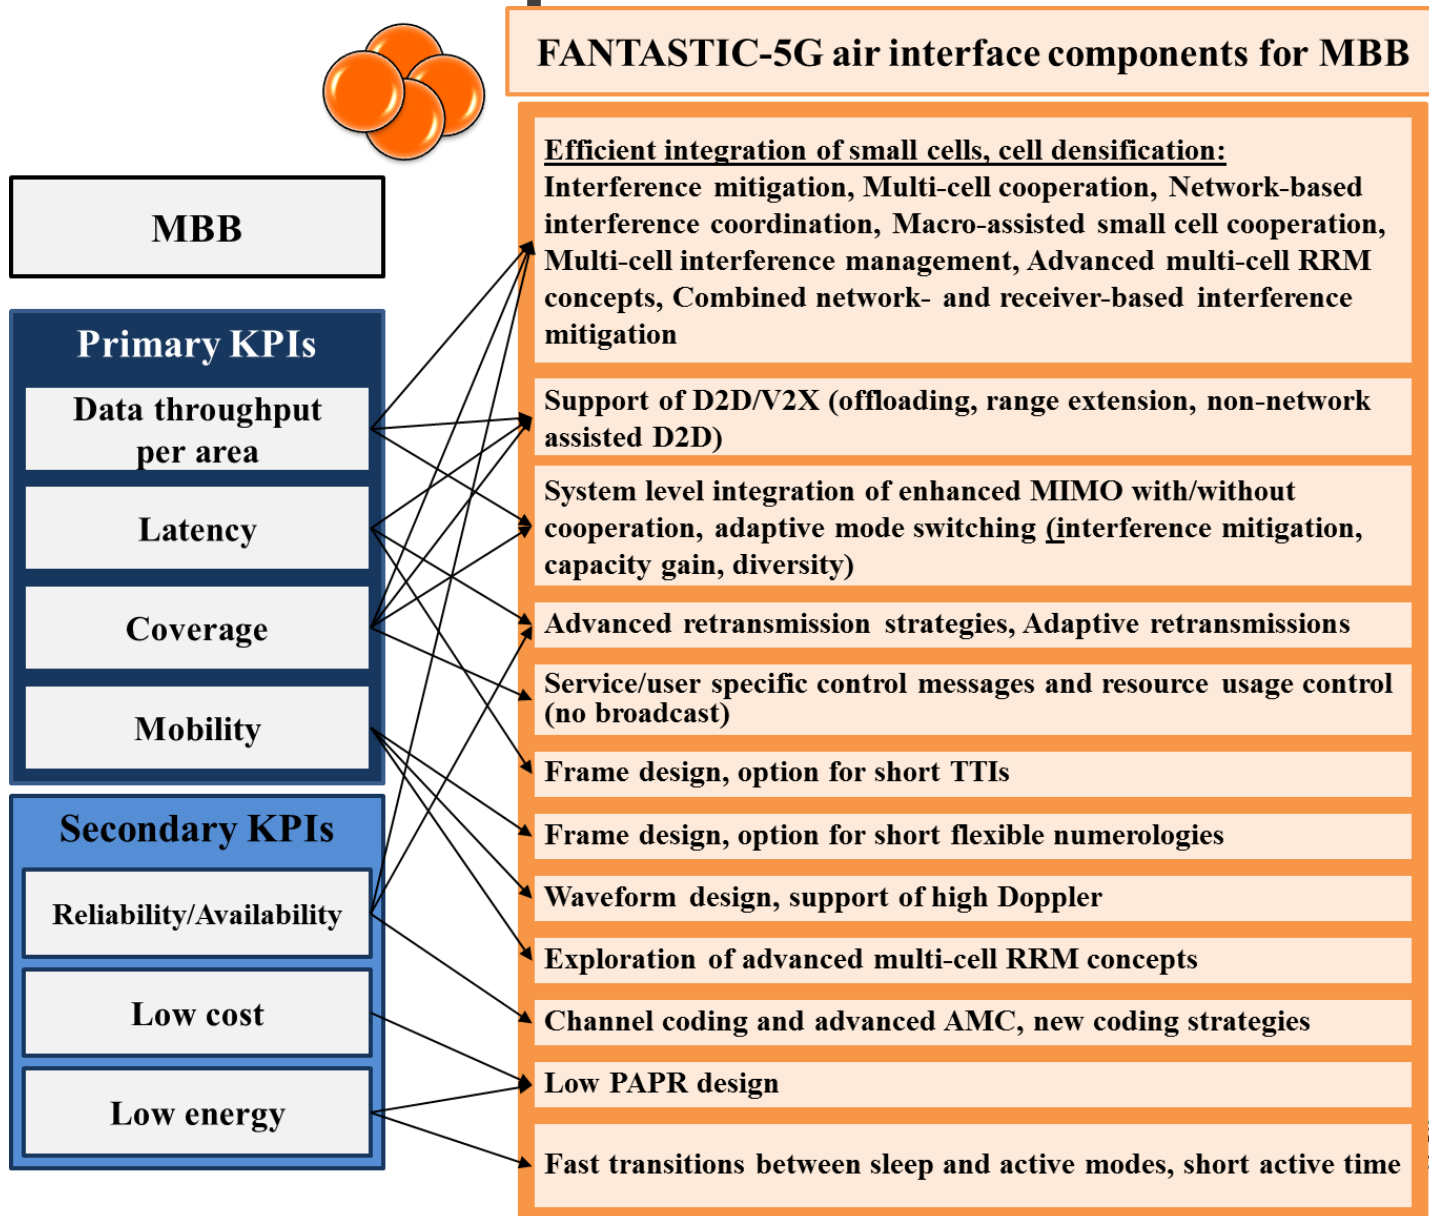 FANTASTIC-5G air interface components for MBB
MBB
Primary KPIs
Data throughput
per area
Latency
Coverage
Mobility
Secondary KPIs
Reliability/Availability
Low cost
Low energy
Efficient integration of small cells, cell densification:
Interference mitigation, Multi-cell cooperation, Network-based
interference coordination, Macro-assisted small cell cooperation,
Multi-cell interference management, Advanced multi-cell RRM
concepts, Combined network- and receiver-based interference
mitigation
Support of D2D/V2X (offloading, range extension, non-network
assisted D2D)
System level integration of enhanced MIMO with/without
cooperation, adaptive mode switching (interference mitigation,
capacity gain, diversity)
Advanced retransmission strategies, Adaptive retransmissions
Service/user specific control messages and resource usage control
(no broadcast)
Frame design, option for short TTIs
Frame design, option for short flexible numerologies
Waveform design, support of high Doppler
Exploration of advanced multi-cell RRM concepts
Channel coding and advanced AMC, new coding strategies
Low PAPR design
Fast transitions between sleep and active modes, short active time